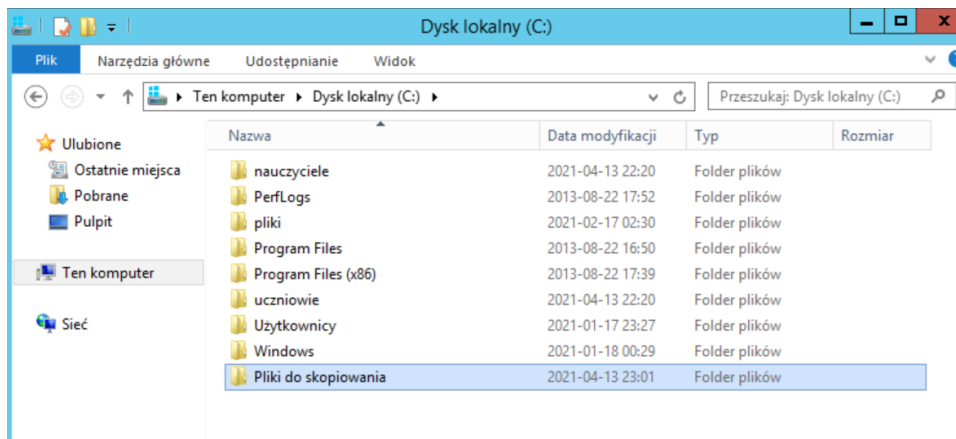 Dysk lokalny (C:)
Plik Narzędzia główne Udostępnianie Widok
Ten komputer Dysk lokalny (C:) Przeszukaj: Dysk lokalny (C:)
Ulubione
Ostatnie miejsca
Pobrane
Pulpit
Ten komputer
Sieć
Nazwa Data modyfikacji Typ Rozmiar
nauczyciele 2021-04-13 22:20 Folder plików
PerfLogs 2013-08-22 17:52 Folder plików
pliki 2021-02-17 02:30 Folder plików
Program Files 2013-08-22 16:50 Folder plików
Program Files (x86) 2013-08-22 17:39 Folder plików
uczniowie 2021-04-13 22:20 Folder plików
Użytkownicy 2021-01-17 23:27 Folder plików
Windows 2021-01-18 00:29 Folder plików
Pliki do skopiowania 2021-04-13 23:01 Folder plików